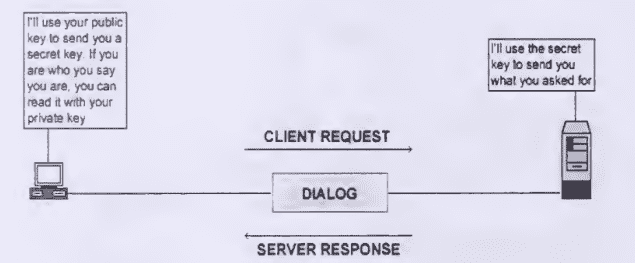 I'll use your public
key to send you a
secret key. If you
are who you say
you are, you can
read it with your
private key
I'll use the secret
key to send you
what you asked for
CLIENT REQUEST
DIALOG
SERVER RESPONSE